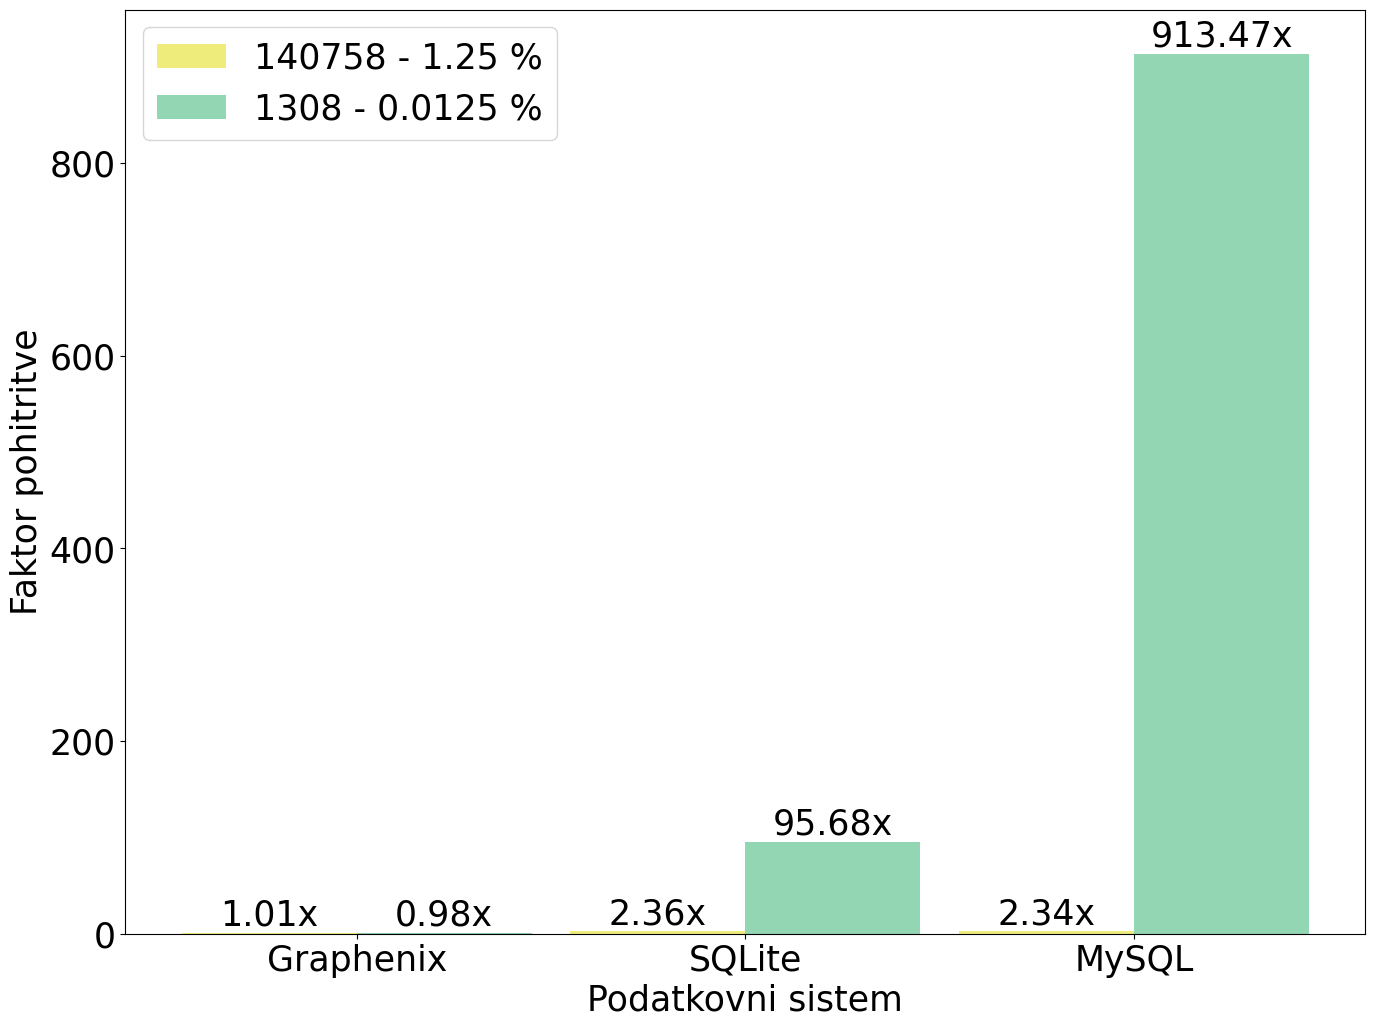 140758 - 1.25 %
1308 - 0.0125 %
913.47x
800
600
400
200
0
Faktor pohitritve
95.68x
1.01x
0.98x
2.36x
2.34x
Graphenix
SQLite
MySQL
Podatkovni sistem